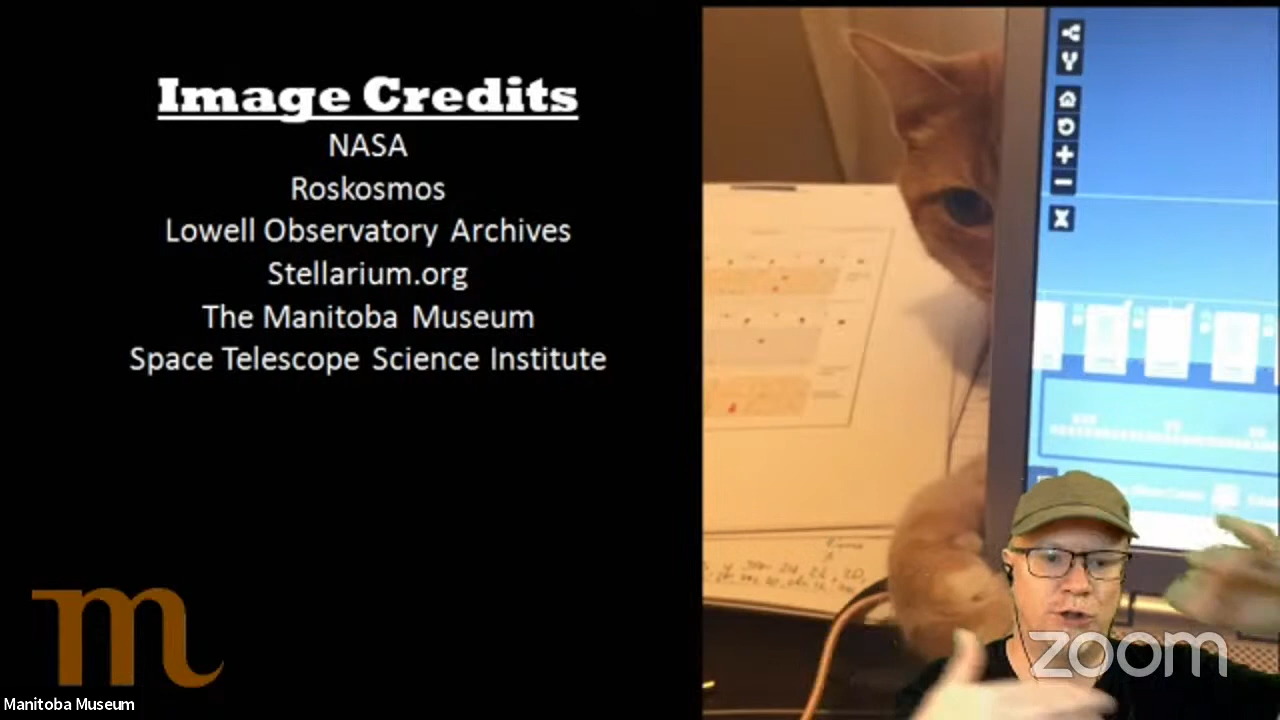 Image Credits
NASA
Roskosmos
Lowell Observatory Archives
Stellarium.org
The Manitoba Museum
Space Telescope Science Institute
m
Manitoba Museum
zoom